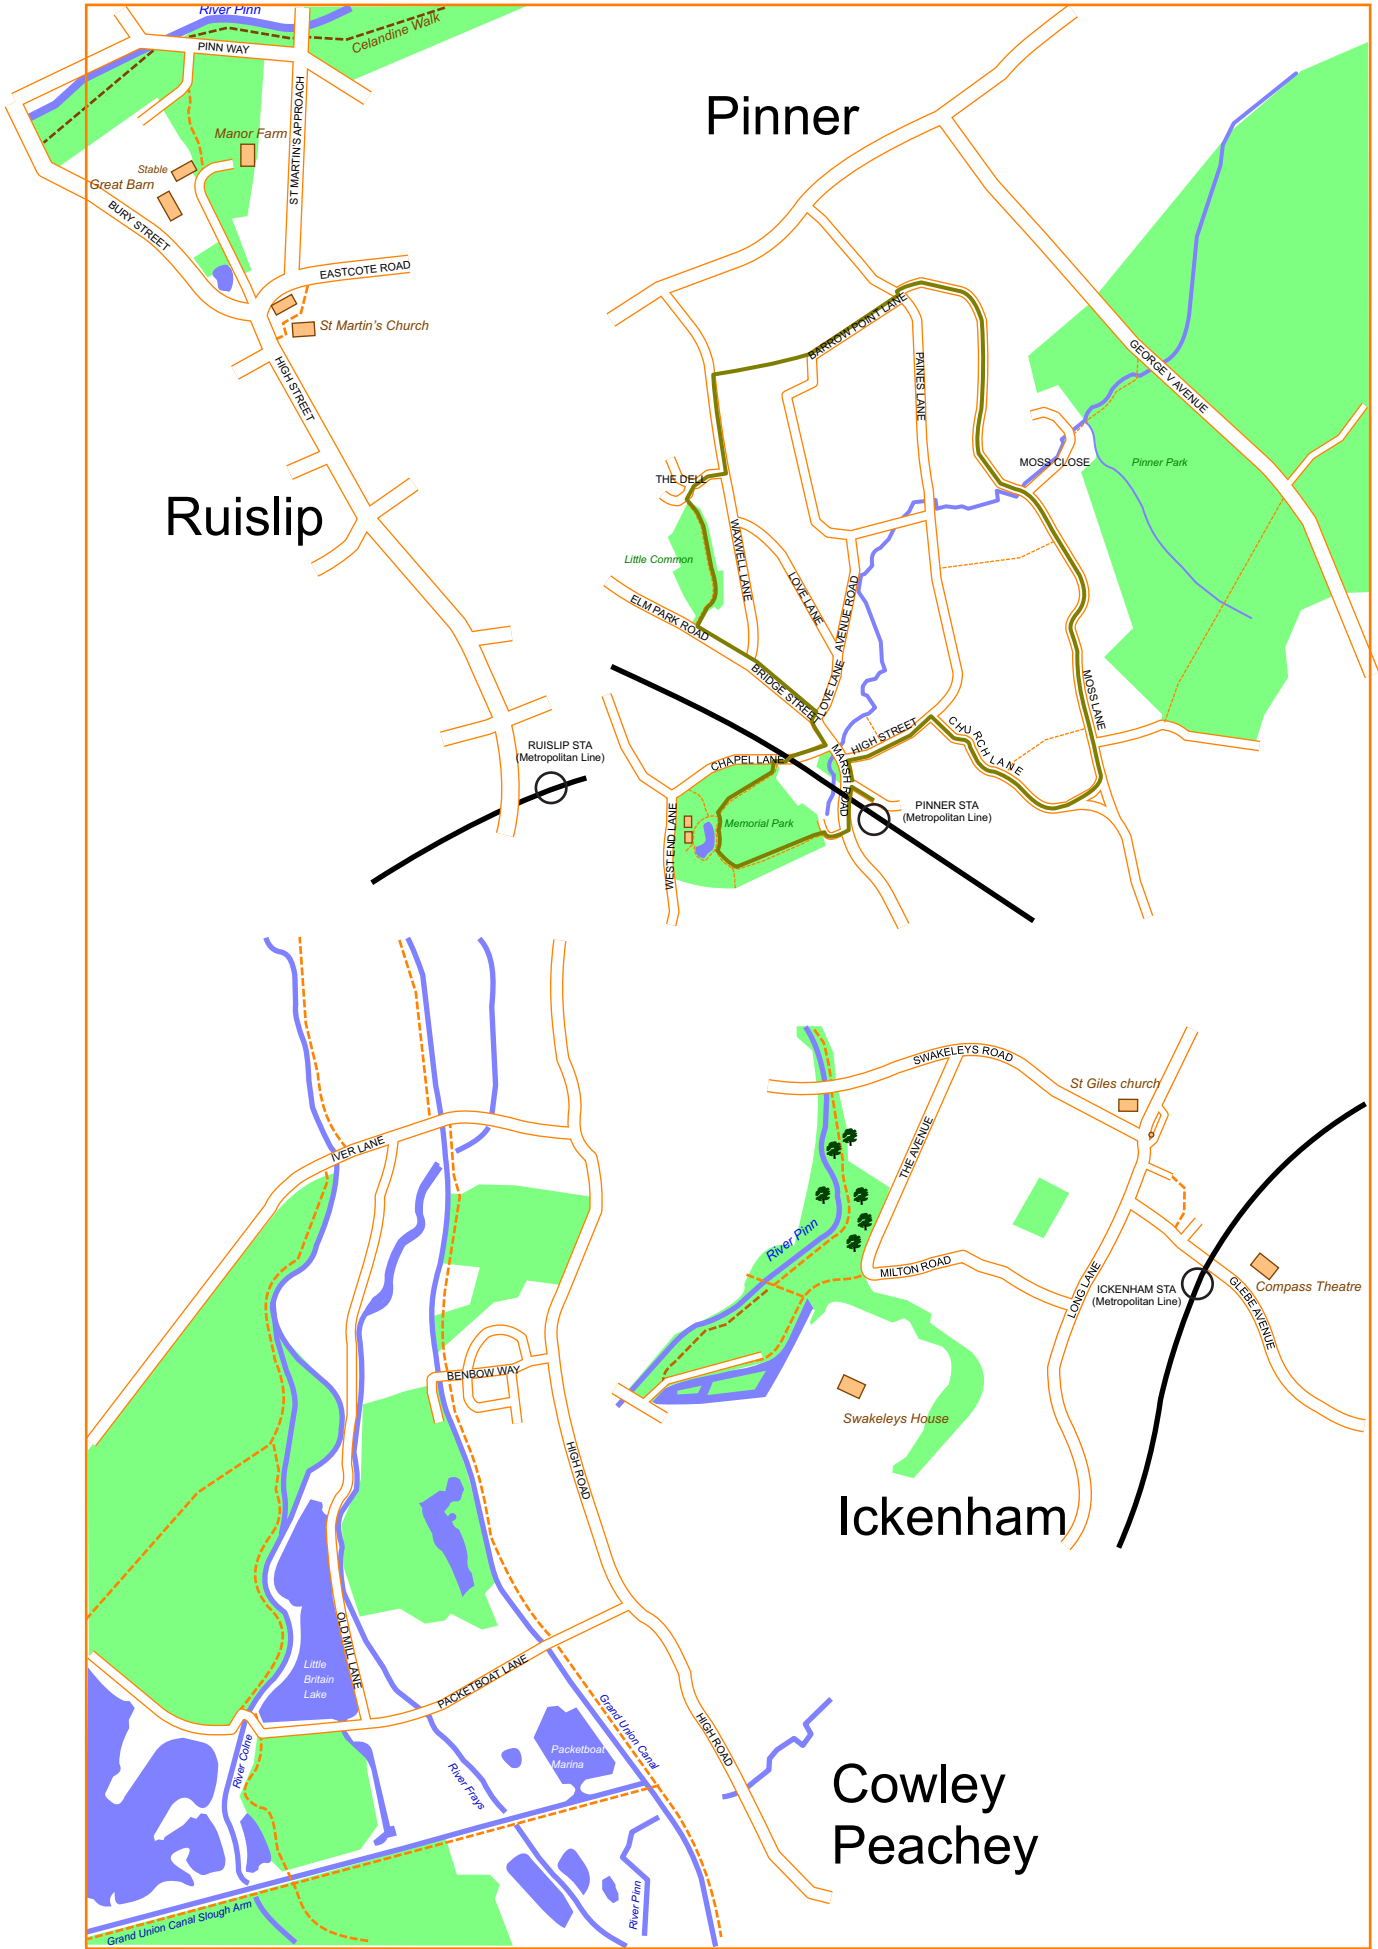 River Pinn
Celandine Walk
PINN WAY
ST MARTIN'S APPROACH
Manor Farm
Stable
Great Barn
BURY STREET
EASTCOTE ROAD
St Martin's Church
HIGH STREET
Ruislip
RUISLIP STA
(Metropolitan Line)
Pinner
BARROW POINT LANE
PAINES LANE
GEORGE V AVENUE
MOSS CLOSE
Pinner Park
THE DELL
WAXWELL LANE
Little Common
LOVE LANE
AVENUE ROAD
ELM PARK ROAD
BRIDGE STREET
LOVE LANE
MOSS LANE
HIGH STREET
CHURCH LANE
CHAPEL LANE
MARSH ROAD
WEST END LANE
Memorial Park
PINNER STA
(Metropolitan Line)
SWAKELEYS ROAD
St Giles church
THE AVENUE
River Pinn
MILTON ROAD
LONG LANE
ICKENHAM STA
(Metropolitan Line)
Compass Theatre
GLEBE AVENUE
Swakeleys House
Ickenham
IVER LANE
BENBOW WAY
HIGH ROAD
OLD MILL LANE
Little
Britain
Lake
PACKETBOAT LANE
Grand Union Canal
HIGH ROAD
River Colne
River Frays
Packetboat
Marina
River Pinn
Grand Union Canal Slough Arm
Cowley
Peachey